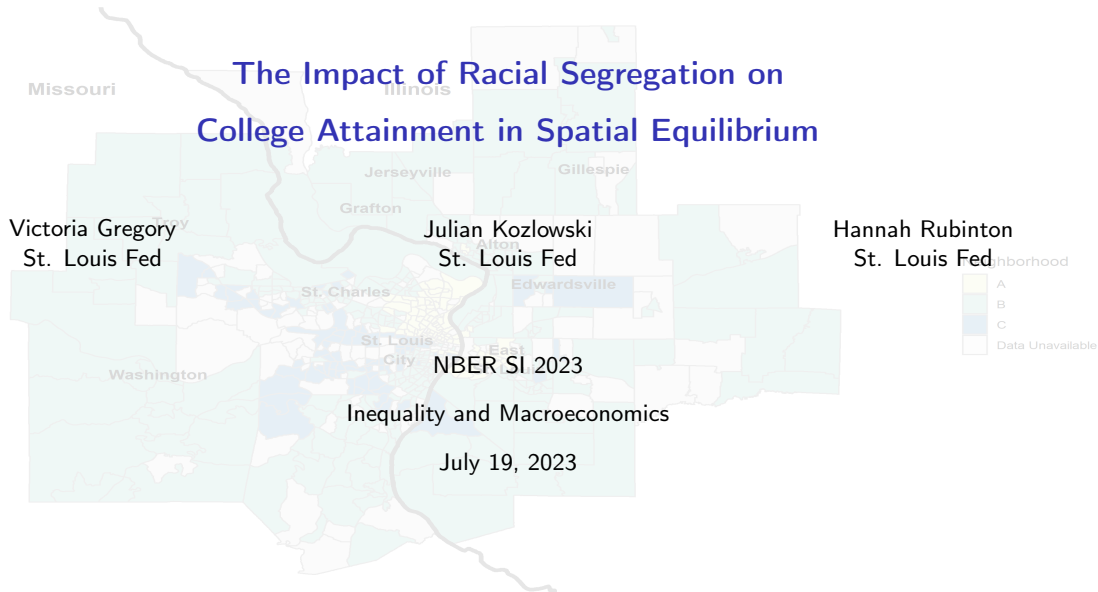 The Impact of Racial Segregation on
College Attainment in Spatial Equilibrium
Missouri
Illinois
Jerseyville
Gillespie
Grafton
Troy
Victoria Gregory
St. Louis Fed
Julian Kozlowski
St. Louis Fed
Hannah Rubinton
St. Louis Fed
Alton
Neighborhood
A
B
C
Data Unavailable
St. Charles
Edwardsville
St. Louis
City
East
Washington
NBER SI 2023
Inequality and Macroeconomics
July 19, 2023